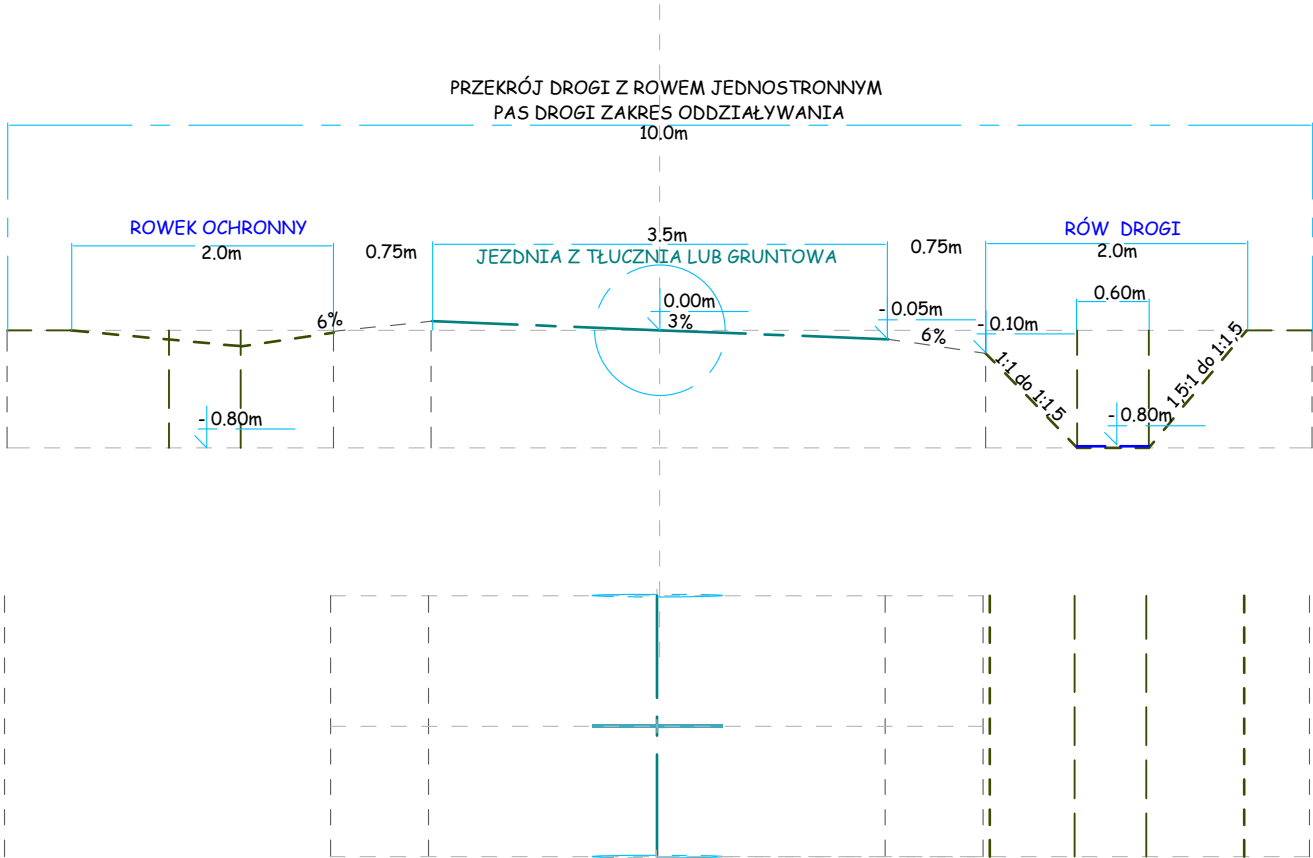 PRZEKRÓJ DROGI Z ROWEM JEDNOSTRONNYM
PAS DROGI ZAKRES ODDZIAŁYWANIA
10.0m
ROWEK OCHRONNY
2.0m
0.75m
3.5m
JEZDNIA Z TŁUCZNIA LUB GRUNTOWA
0.75m
RÓW DROGI
2.0m
0.60m
6%
0.00m
3%
- 0.05m
6%
- 0.10m
1:1 do 1:1,5
1,5:1 do 1:1,5
- 0.80m
- 0.80m